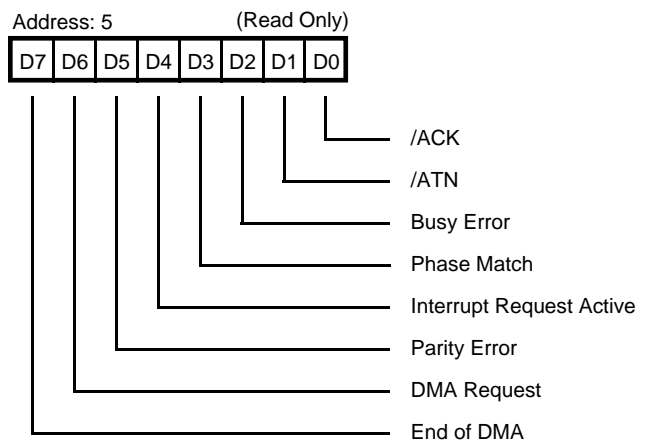 Address: 5 (Read Only)
D7 D6 D5 D4 D3 D2 D1 D0
/ACK
/ATN
Busy Error
Phase Match
Interrupt Request Active
Parity Error
DMA Request
End of DMA